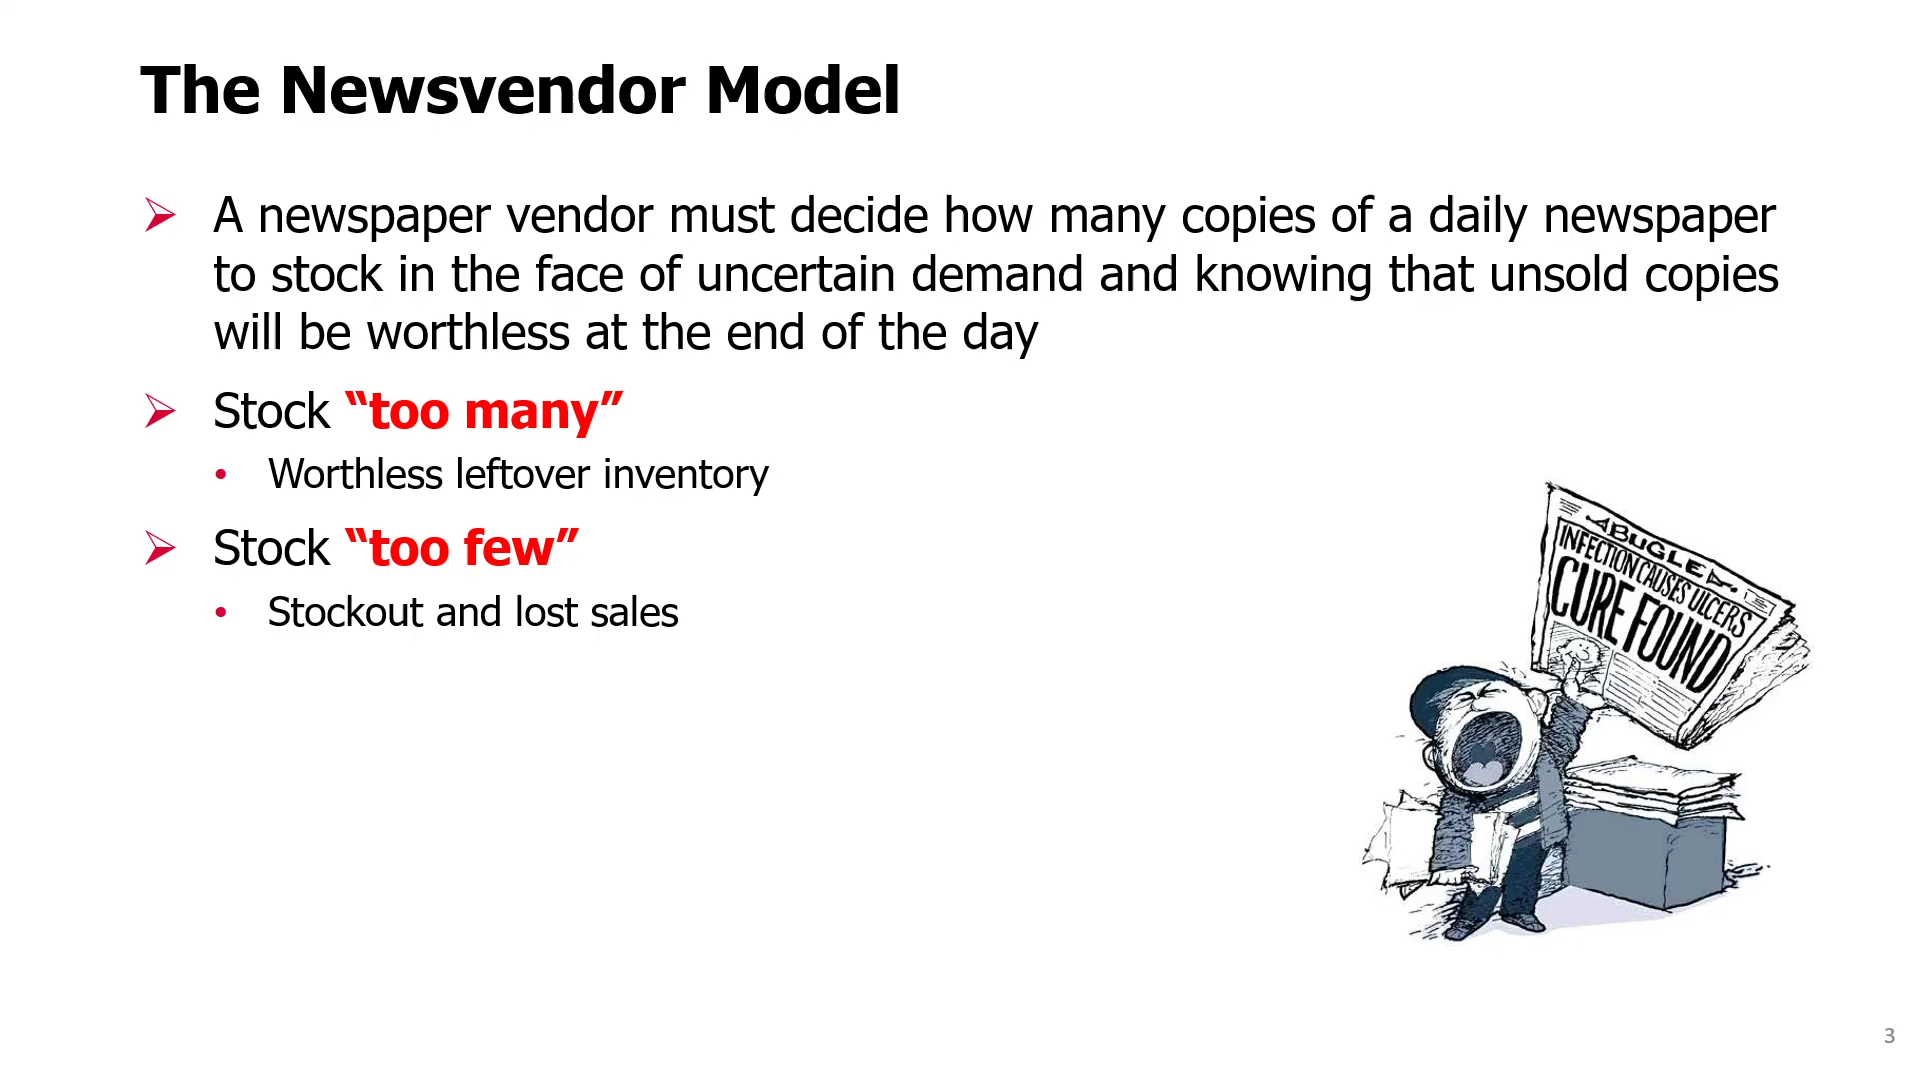 The Newsvendor Model
➢ A newspaper vendor must decide how many copies of a daily newspaper
to stock in the face of uncertain demand and knowing that unsold copies
will be worthless at the end of the day
➢ Stock “too many”
• Worthless leftover inventory
➢ Stock “too few”
• Stockout and lost sales
BUGLE
INFECTION CAUSES ULCERS
CURE FOUND
3